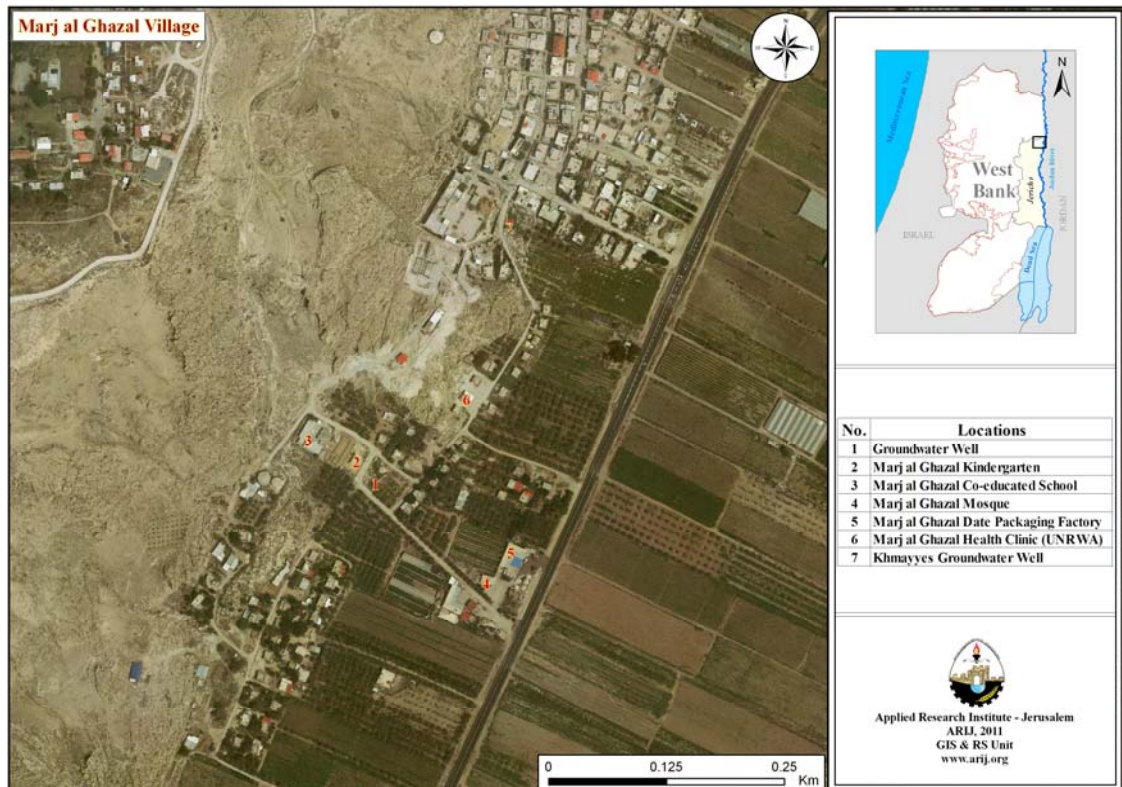 Marj al Ghazal Village
N
W
E
S
3
2
1
6
7
5
4
0
0.125
0.25
Km
N
Mediterranean Sea
West
Bank
Jericho
Jordan River
JORDAN
ISRAEL
Dead Sea
No. Locations
1 Groundwater Well
2 Marj al Ghazal Kindergarten
3 Marj al Ghazal Co-educated School
4 Marj al Ghazal Mosque
5 Marj al Ghazal Date Packaging Factory
6 Marj al Ghazal Health Clinic (UNRWA)
7 Khmayyes Groundwater Well
Applied Research Institute - Jerusalem
ARIJ, 2011
GIS & RS Unit
www.arij.org